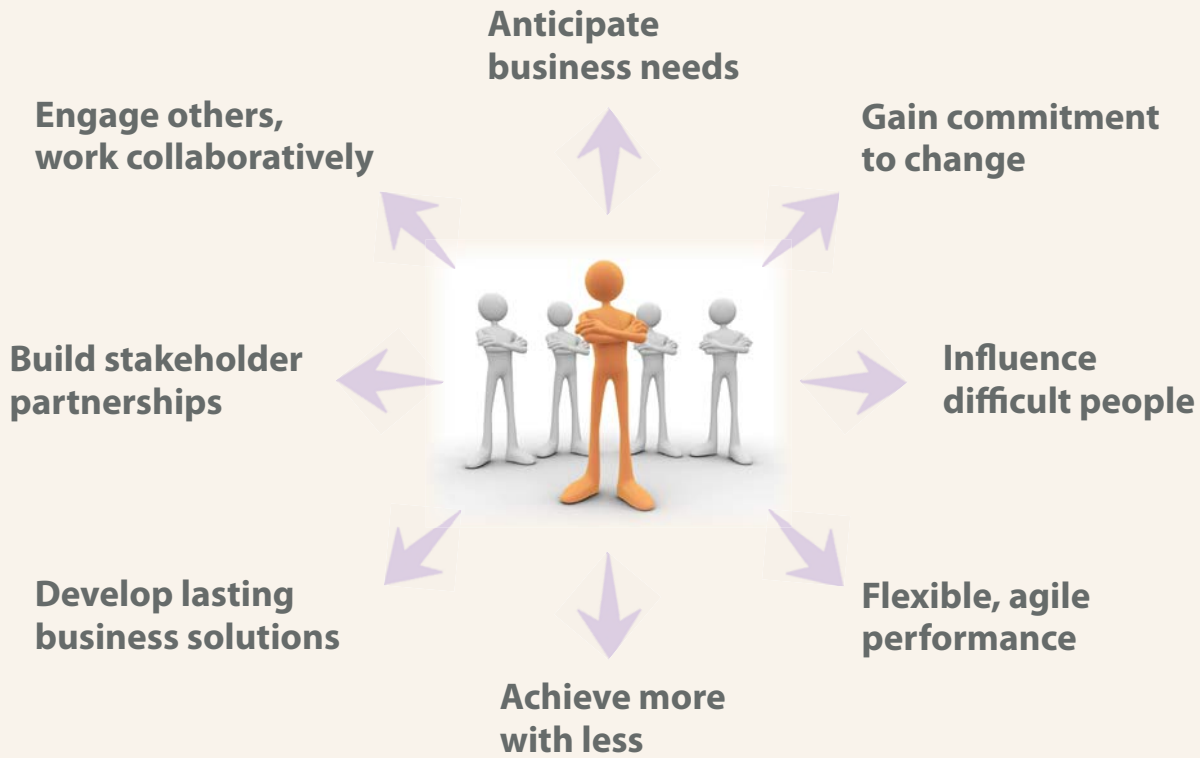 Anticipate
business needs
Engage others,
work collaboratively
Gain commitment
to change
Build stakeholder
partnerships
Influence
difficult people
Develop lasting
business solutions
Flexible, agile
performance
Achieve more
with less